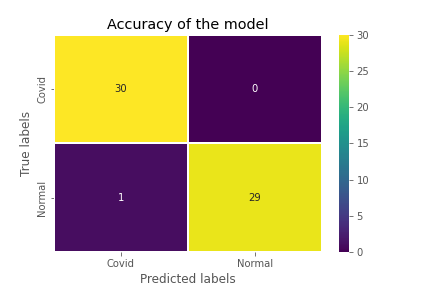 Accuracy of the model
True labels
Covid
30
0
Normal
1
29
Covid
Normal
Predicted labels
30
25
20
15
10
5
0